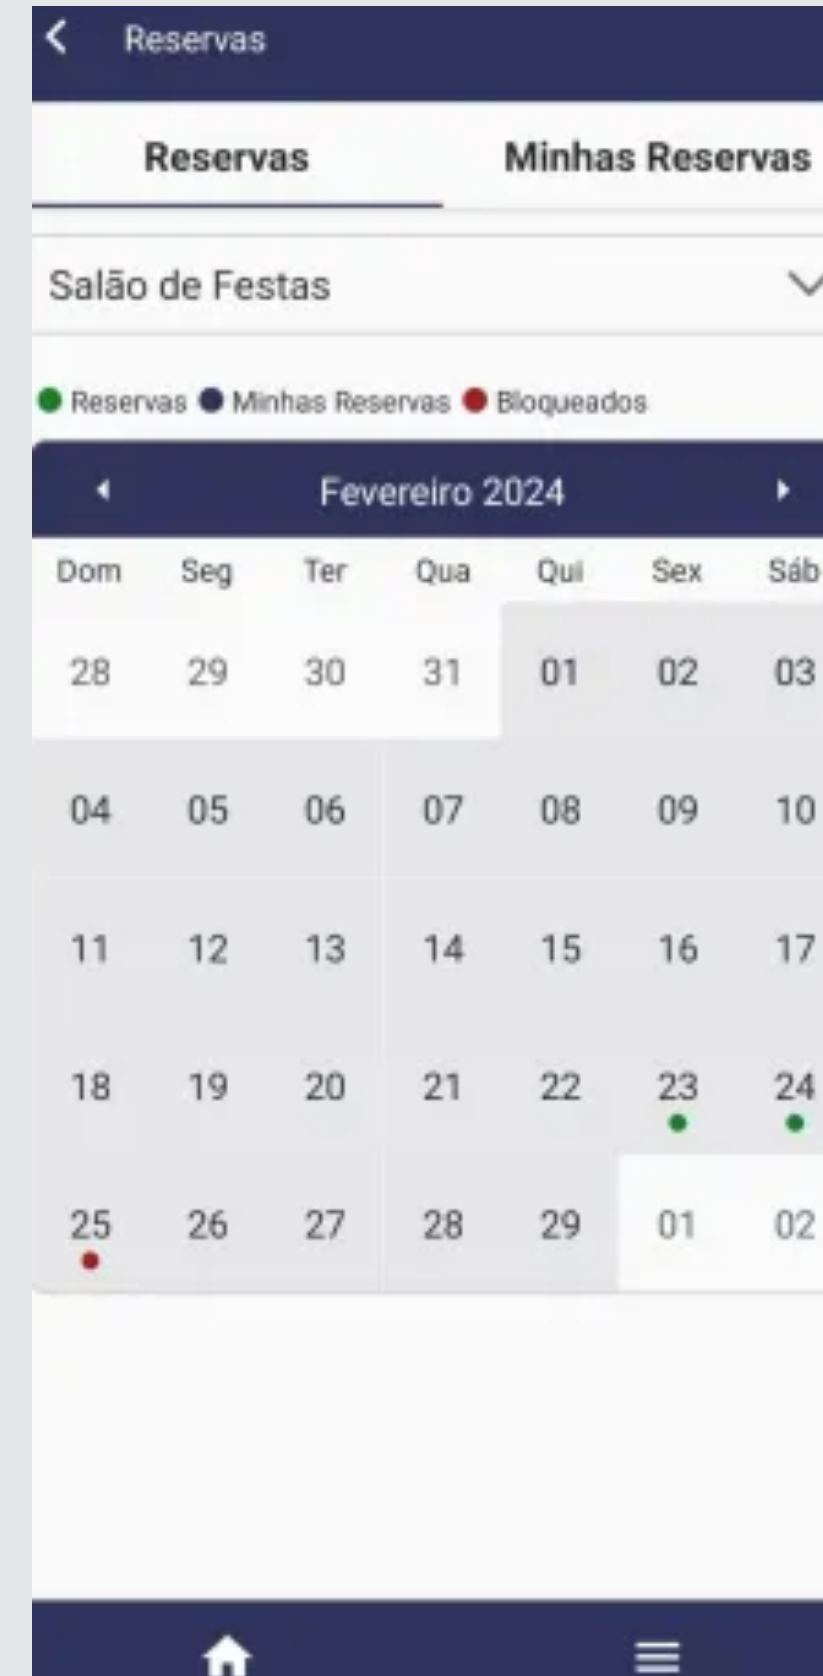 Reservas
Reservas Minhas Reservas
Salão de Festas
Reservas Minhas Reservas Bloqueados
Fevereiro 2024
Dom Seg Ter Qua Qui Sex Sáb
28 29 30 31 01 02 03
04 05 06 07 08 09 10
11 12 13 14 15 16 17
18 19 20 21 22 23 24
25 26 27 28 29 01 02